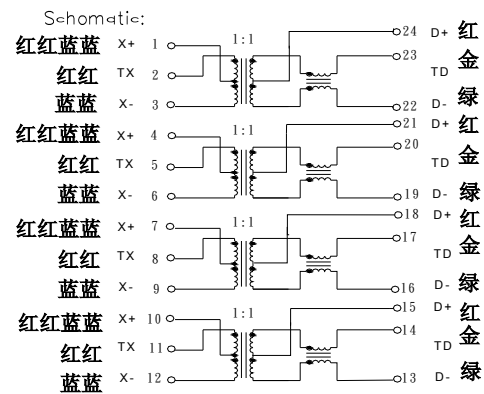 Schematic:
红红蓝蓝 X+ 1 1:1 24 D+ 红
红红 TX 2 23 TD 金
蓝蓝 X- 3 22 D- 绿
红红蓝蓝 X+ 4 1:1 21 D+ 红
红红 TX 5 20 TD 金
蓝蓝 X- 6 19 D- 绿
红红蓝蓝 X+ 7 1:1 18 D+ 红
红红 TX 8 17 TD 金
蓝蓝 X- 9 16 D- 绿
红红蓝蓝 X+ 10 1:1 15 D+ 红
红红 TX 11 14 TD 金
蓝蓝 X- 12 13 D- 绿